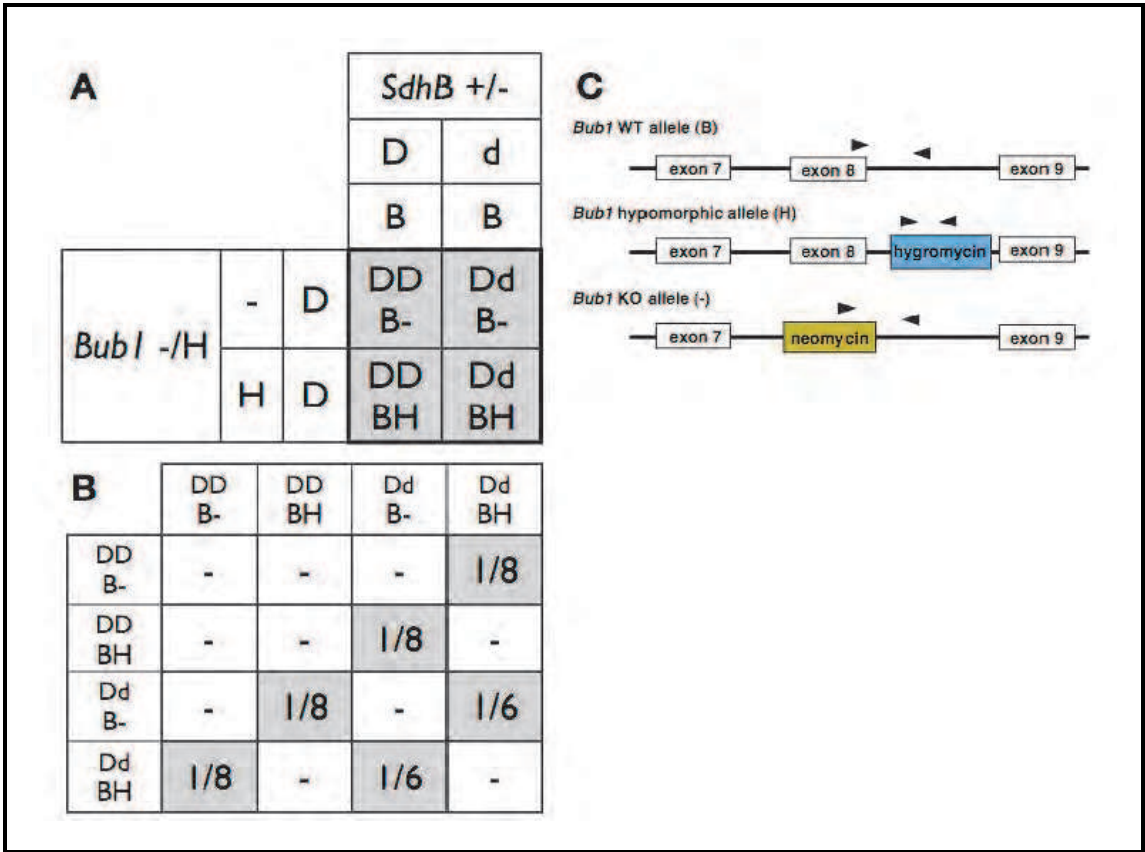 A
SdhB +/-
D d
B B
Bub1 -/H
- D DD Dd
B- B-
H D DD Dd
BH BH
B
DD DD Dd Dd
B- BH B- BH
DD
B- - - - 1/8
DD
BH - - 1/8 -
Dd
B- - 1/8 - 1/6
Dd
BH 1/8 - 1/6 -
C
Bub1 WT allele (B)
exon 7 exon 8 exon 9
Bub1 hypomorphic allele (H)
exon 7 exon 8 hygromycin exon 9
Bub1 KO allele (-)
exon 7 neomycin exon 9